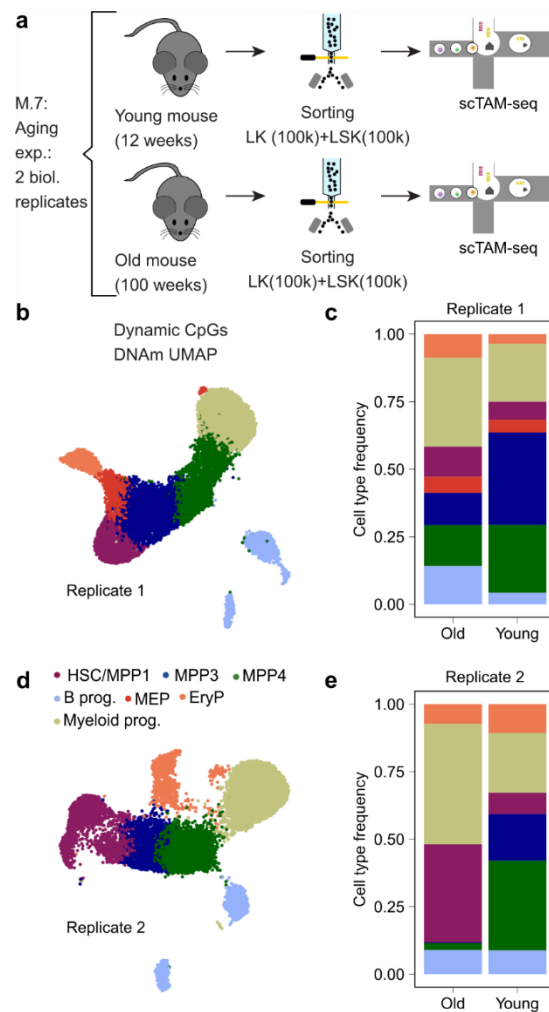 a
M.7:
Aging
exp.:
2 biol.
replicates
Young mouse
(12 weeks)
Sorting
LK (100k)+LSK(100k)
scTAM-seq
Old mouse
(100 weeks)
Sorting
LK(100k)+LSK(100k)
scTAM-seq
b
Dynamic CpGs
DNAm UMAP
Replicate 1
c
Replicate 1
Cell type frequency
1.00
0.75
0.50
0.25
0.00
Old
Young
d
HSC/MPP1 MPP3 MPP4
B prog. MEP EryP
Myeloid prog.
Replicate 2
e
Replicate 2
Cell type frequency
1.00
0.75
0.50
0.25
0.00
Old
Young